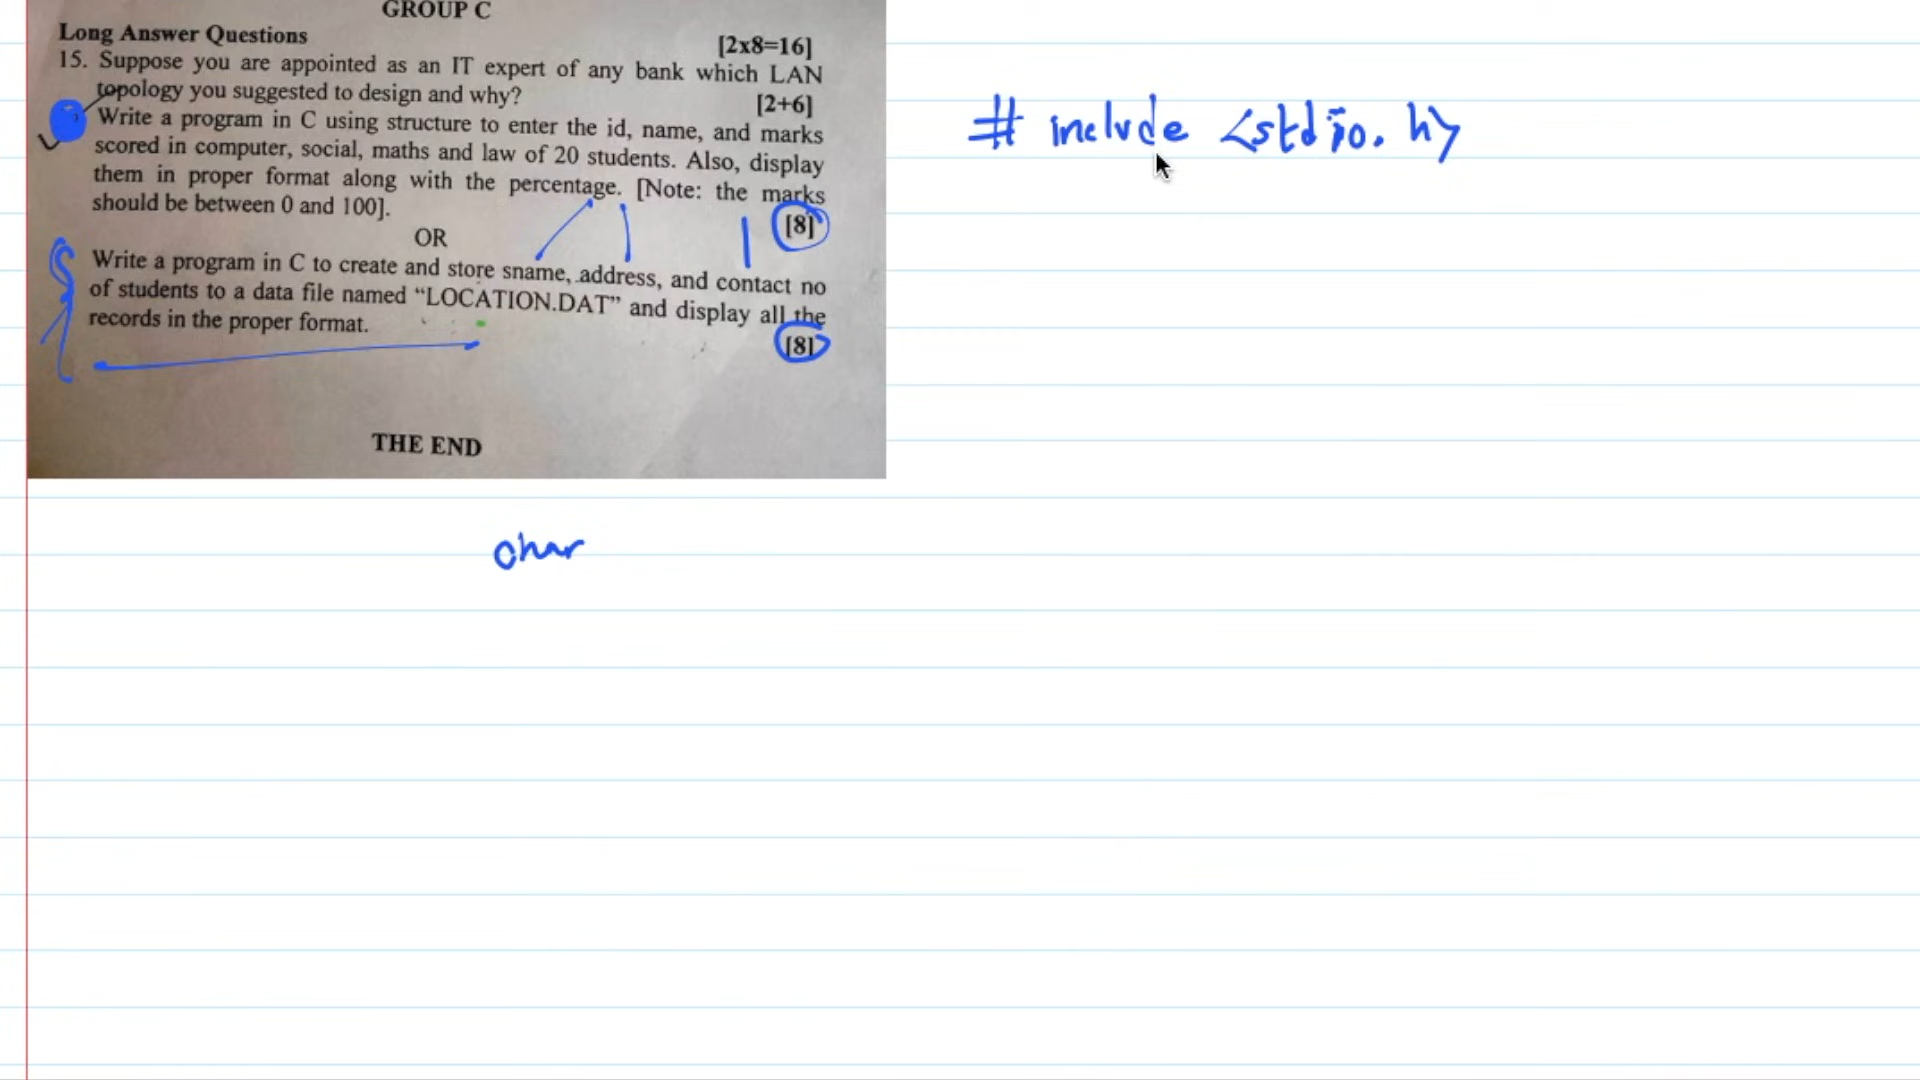 GROUP C
Long Answer Questions [2x8=16]
15. Suppose you are appointed as an IT expert of any bank which LAN
topology you suggested to design and why? [2+6]
Write a program in C using structure to enter the id, name, and marks
scored in computer, social, maths and law of 20 students. Also, display
them in proper format along with the percentage. [Note: the marks
should be between 0 and 100]. [8]
OR
Write a program in C to create and store sname, address, and contact no
of students to a data file named “LOCATION.DAT” and display all the
records in the proper format. [8]
THE END
# include <stdio.h>
char